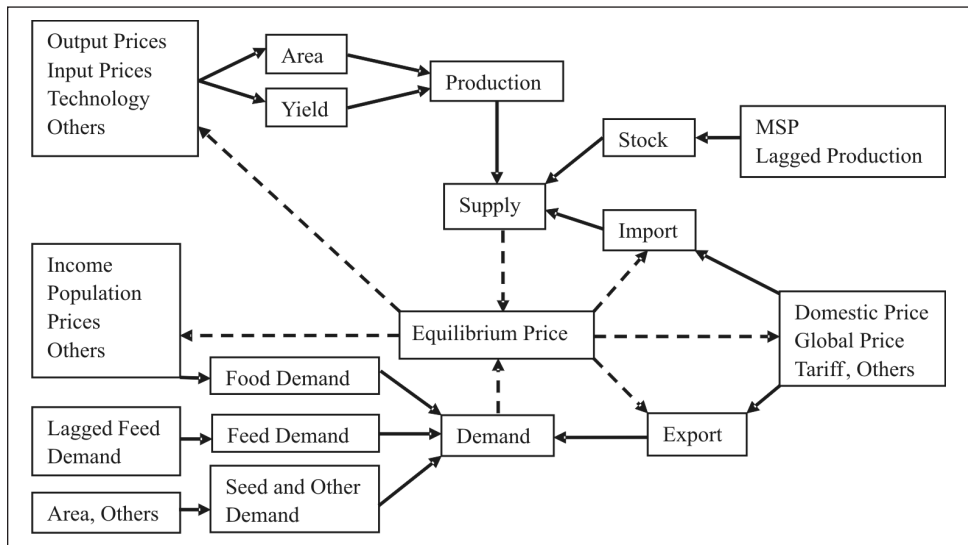 Output Prices
Input Prices
Technology
Others
Area
Yield
Production
Stock
MSP
Lagged Production
Supply
Import
Income
Population
Prices
Others
Equilibrium Price
Domestic Price
Global Price
Tariff, Others
Food Demand
Lagged Feed
Demand
Feed Demand
Demand
Export
Area, Others
Seed and Other
Demand